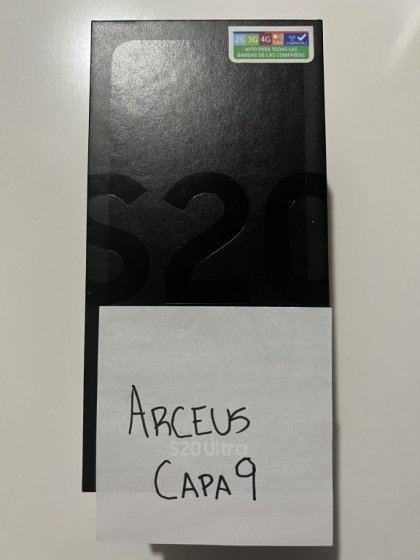 2G 3G 4G
APTO PARA TODAS LAS
BANDAS DE LAS COMPAÑÍAS
S20
ARCEUS
S20 Ultra
CAPA 9